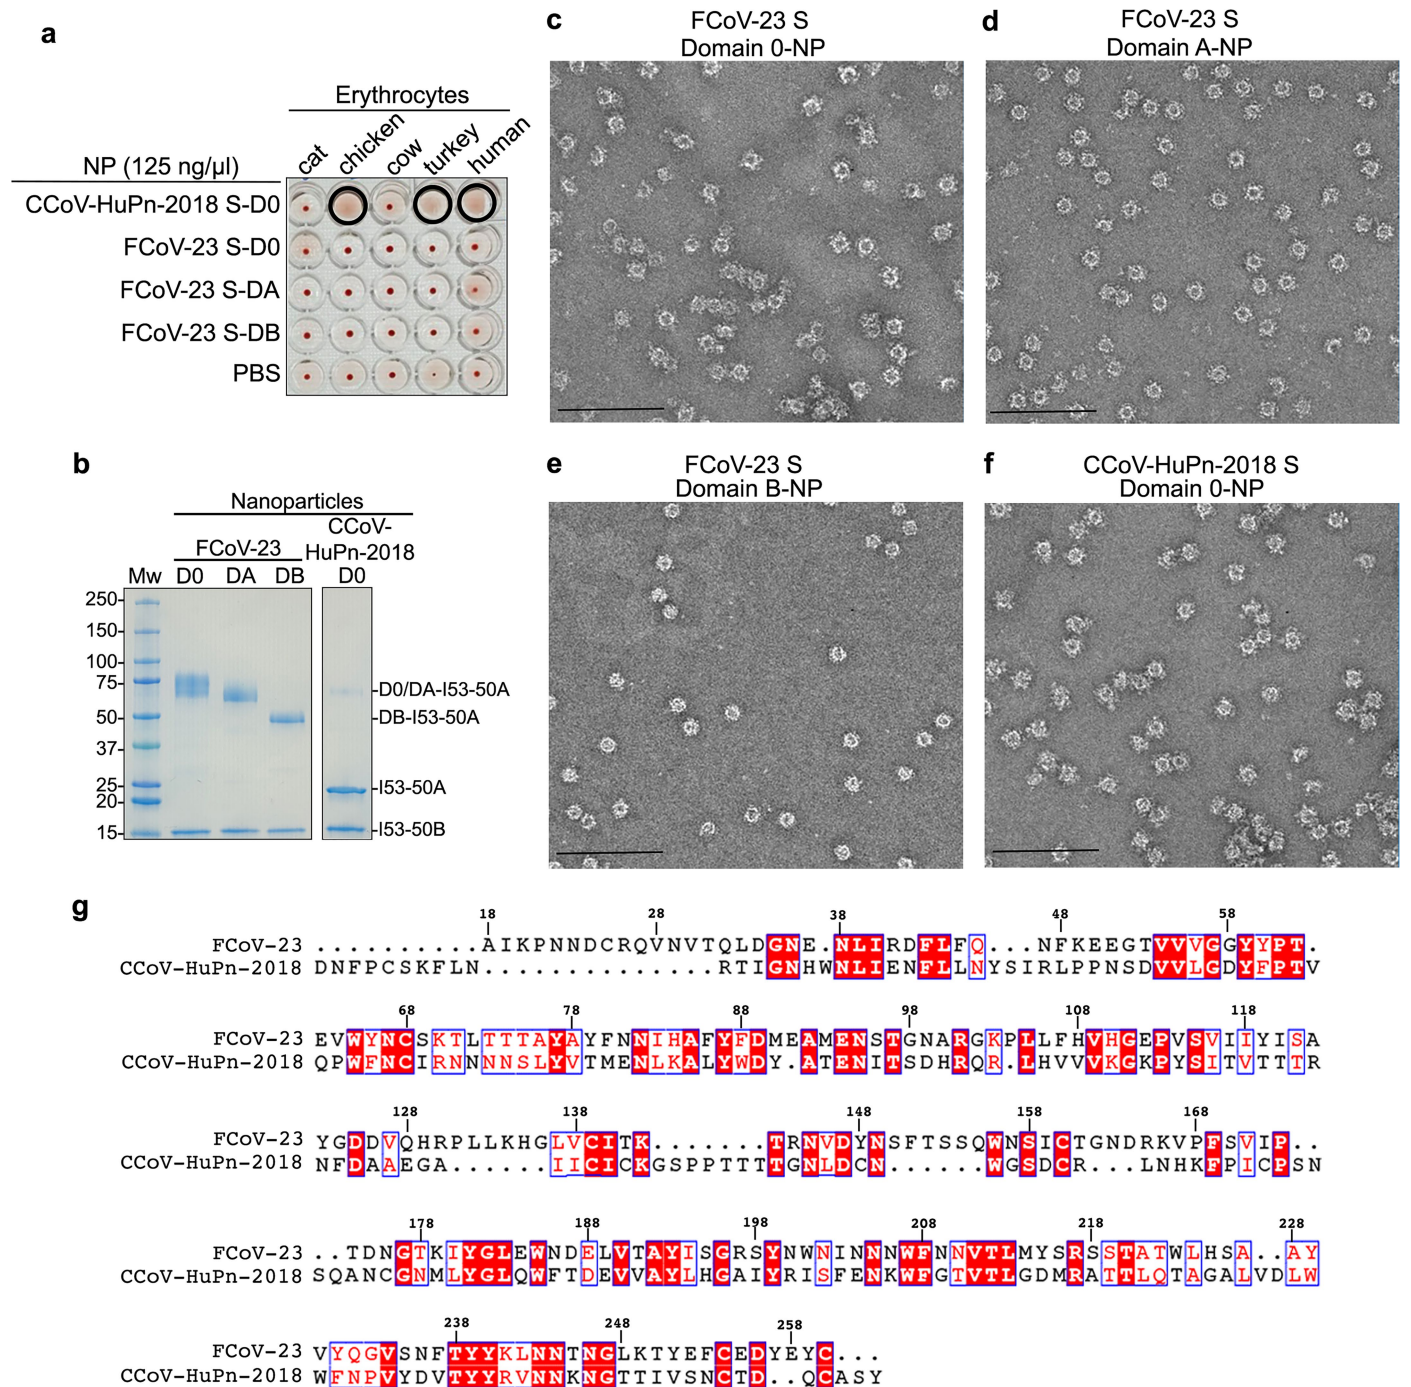 a
Erythrocytes
NP (125 ng/µl)
cat
chicken
cow
turkey
human
CCoV-HuPn-2018 S-D0
FCoV-23 S-D0
FCoV-23 S-DA
FCoV-23 S-DB
PBS
b
Nanoparticles
FCoV-23
CCoV-
HuPn-2018
Mw D0 DA DB D0
250
150
100
75
50
37
25
20
15
D0/DA-I53-50A
DB-I53-50A
I53-50A
I53-50B
c
FCoV-23 S
Domain 0-NP
d
FCoV-23 S
Domain A-NP
e
FCoV-23 S
Domain B-NP
f
CCoV-HuPn-2018 S
Domain 0-NP
g
18 28 38 48 58
FCoV-23 ..........AIKPNNDCRQVNVTQLDGNE.NLIRDFLFQ...NFKEEGTVVVGGYYPT.
CCoV-HuPn-2018 DNFPCSKFLN..............RTIGNHWNLIENFLLNYSIRLPPNSDVVLGDYFPTV
68 78 88 98 108 118
FCoV-23 EVWYNCSKTLTTTAYAYFNNIHAFYFDMEAMENSTGNARGKPLLFHVHGEPVSVIIYISA
CCoV-HuPn-2018 QPWFNCIRNNNNSLYVTMENLKALYWDY.ATENITSDHRQR.LHVVVKGKPYSITVTTTR
128 138 148 158 168
FCoV-23 YGDDVQHRPLLKHGLVCITK.......TRNVDYNSFTSSQWNSICTGNDRKVPFSVIP..
CCoV-HuPn-2018 NFDAAEGA......IICICKGSPPTTTTGNLDCN......WGSDCR...LNHKFPICPSN
178 188 198 208 218 228
FCoV-23 ..TDNGTKIYGLEWNDELVTAYISGRSYNWNINNNWFNNVTLMYSRSSTATWLHSA..AY
CCoV-HuPn-2018 SQANCGNMLYGLQWFTDEVVAYLHGAIYRISFENKWFGTVTLGDMRATTLQTAGALVDLW
238 248 258
FCoV-23 VYQGVSNFTYYKLNNTNGLKTYEFCEDYEYC...
CCoV-HuPn-2018 WFNPVYDVTYYRVNNKNGTTIVSNCTD..QCASY